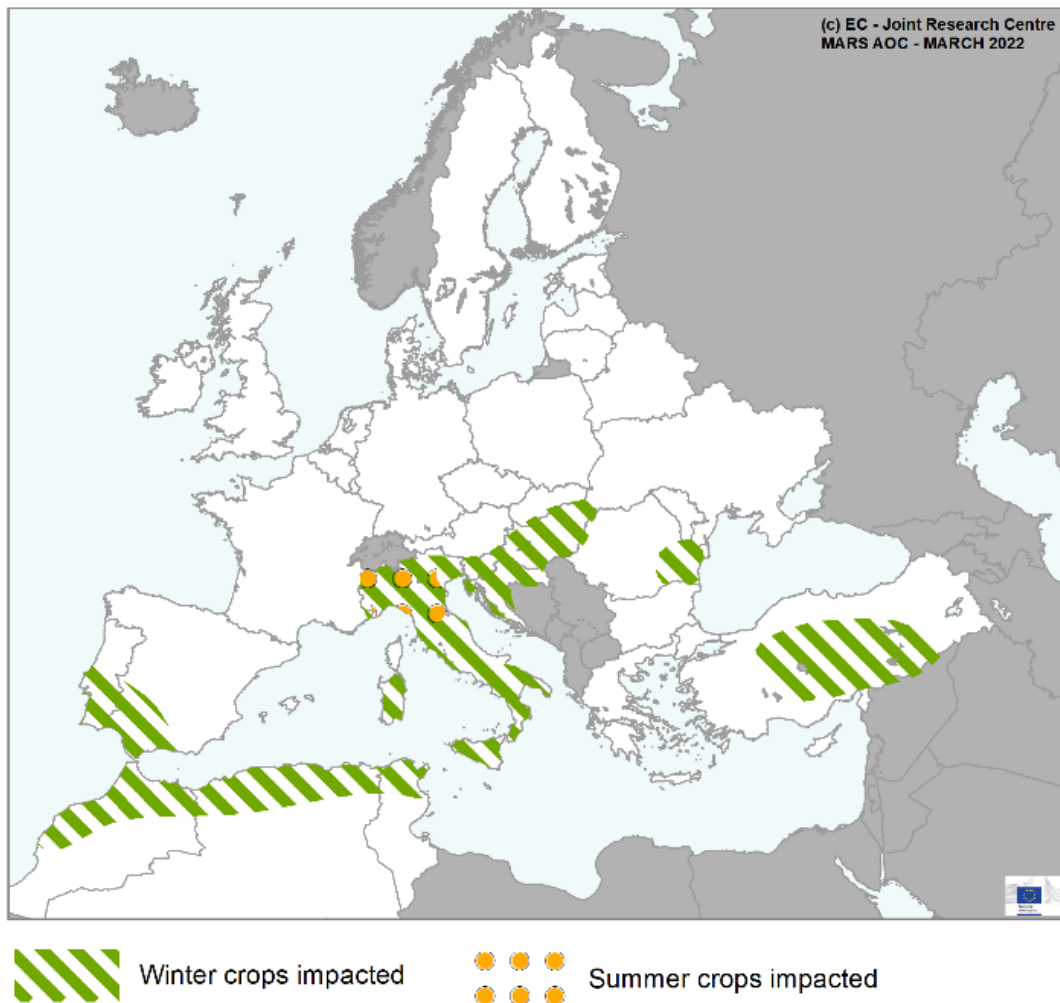 (c) EC - Joint Research Centre
MARS AOC - MARCH 2022
Winter crops impacted
Summer crops impacted